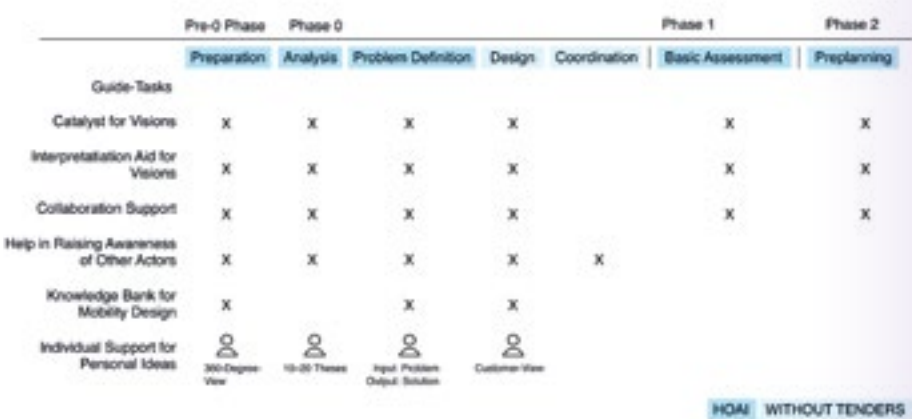 Pre-0 Phase Phase 0 Phase 1 Phase 2
Preparation Analysis Problem Definition Design Coordination Basic Assessment Preplanning
Guide-Tasks
Catalyst for Visions X X X X X X
Interpretatiation Aid for
Visions X X X X X X
Collaboration Support X X X X X X
Help in Raising Awareness
of Other Actors X X X X X
Knowledge Bank for
Mobility Design X X X
Individual Support for
Personal Ideas
360-Degree- 10–20 Theses Input: Problem Customer-View
View Output: Solution
HOAI WITHOUT TENDERS